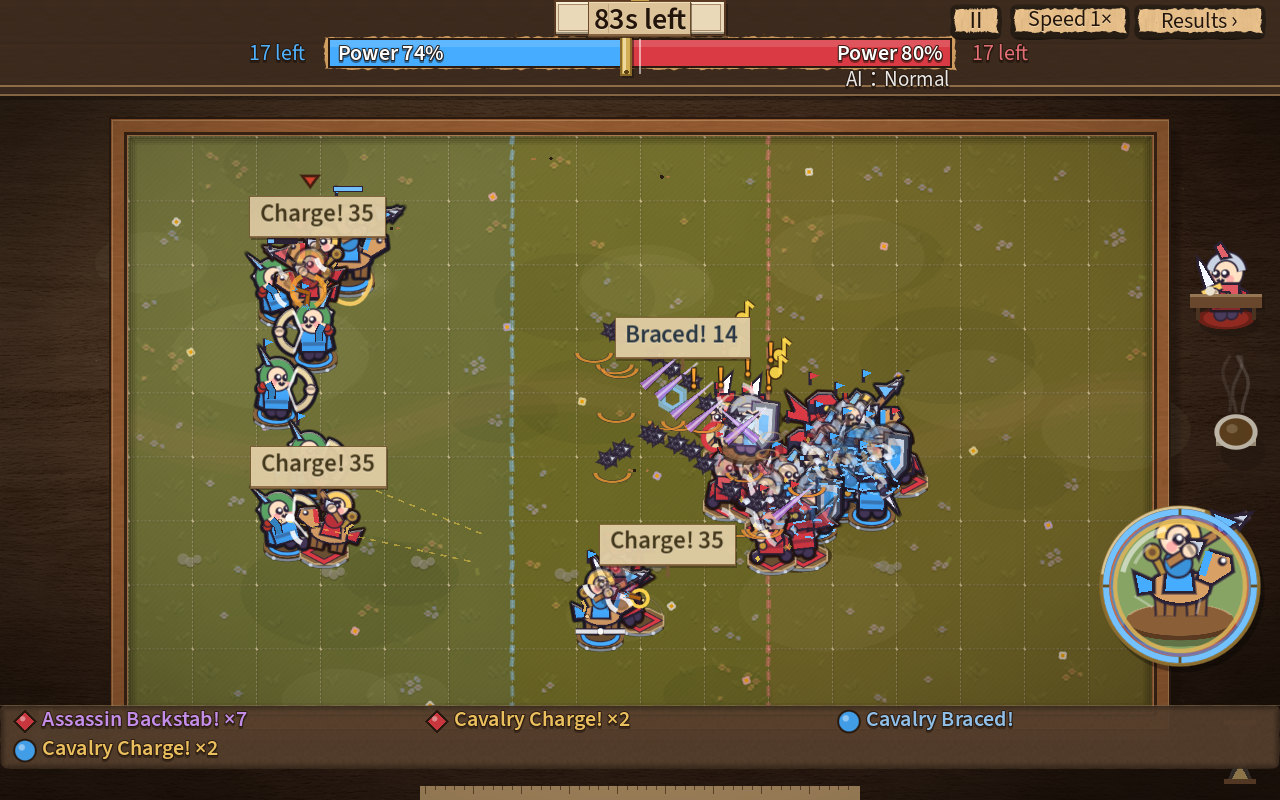 83s left
Speed 1×
Results ›
17 left
Power 74%
Power 80%
17 left
AI：Normal
Charge! 35
Braced! 14
Charge! 35
Charge! 35
Assassin Backstab! ×7
Cavalry Charge! ×2
Cavalry Braced!
Cavalry Charge! ×2